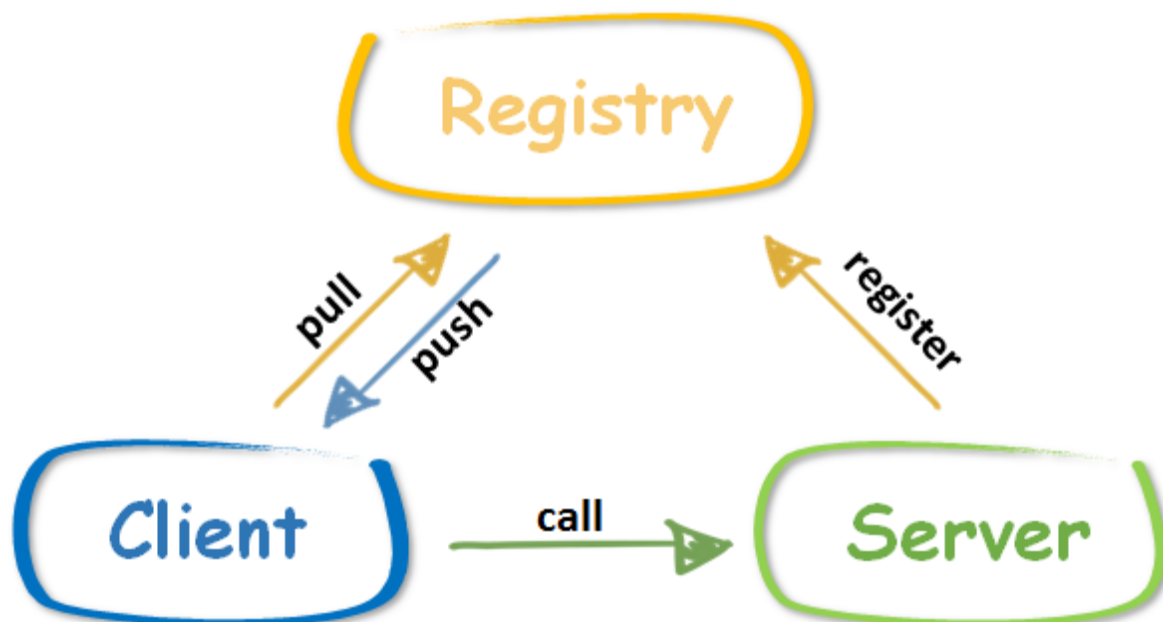 Registry
pull
push
register
Client
call
Server